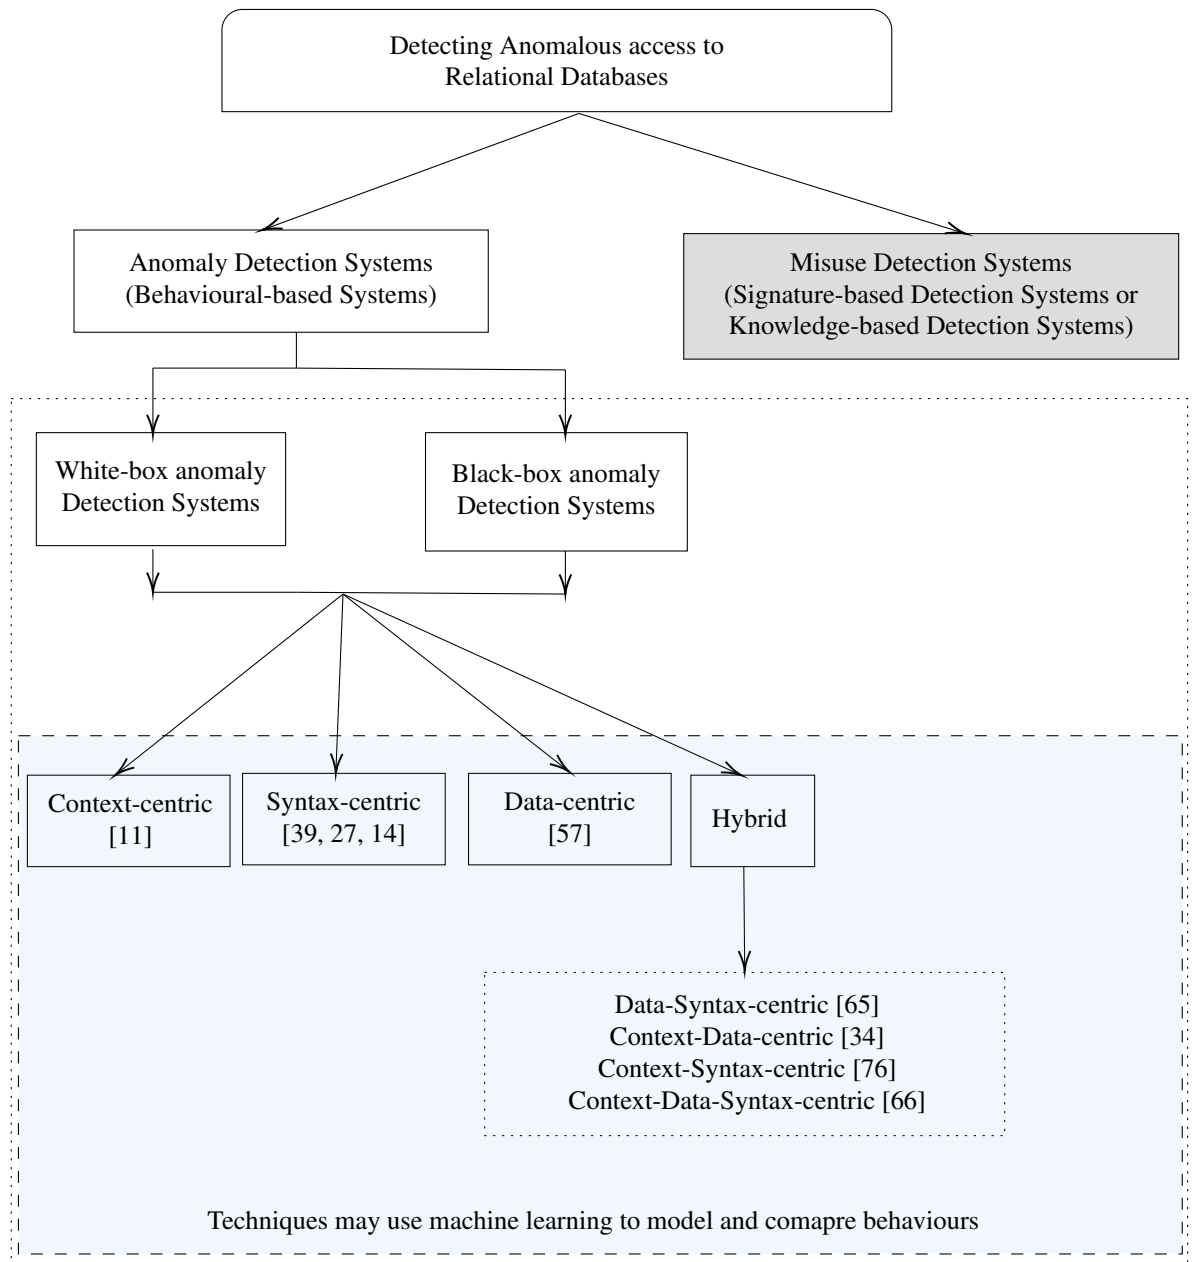 Detecting Anomalous access to
Relational Databases
Anomaly Detection Systems
(Behavioural-based Systems)
Misuse Detection Systems
(Signature-based Detection Systems or
Knowledge-based Detection Systems)
White-box anomaly
Detection Systems
Black-box anomaly
Detection Systems
Context-centric
[11]
Syntax-centric
[39, 27, 14]
Data-centric
[57]
Hybrid
Data-Syntax-centric [65]
Context-Data-centric [34]
Context-Syntax-centric [76]
Context-Data-Syntax-centric [66]
Techniques may use machine learning to model and comapre behaviours